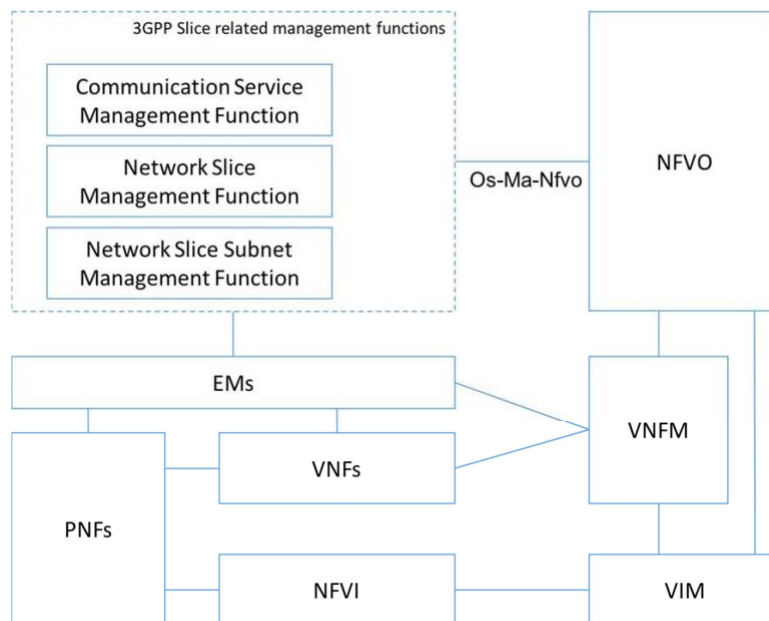 3GPP Slice related management functions
Communication Service
Management Function
Network Slice
Management Function
Network Slice Subnet
Management Function
Os-Ma-Nfvo
NFVO
EMs
VNFM
VNFs
PNFs
NFVI
VIM